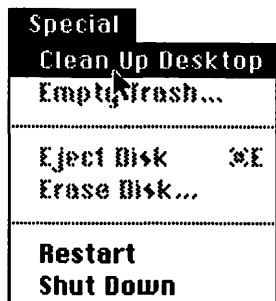 Special
Clean Up Desktop
Empty Trash...
Eject Disk ⌘E
Erase Disk...
Restart
Shut Down